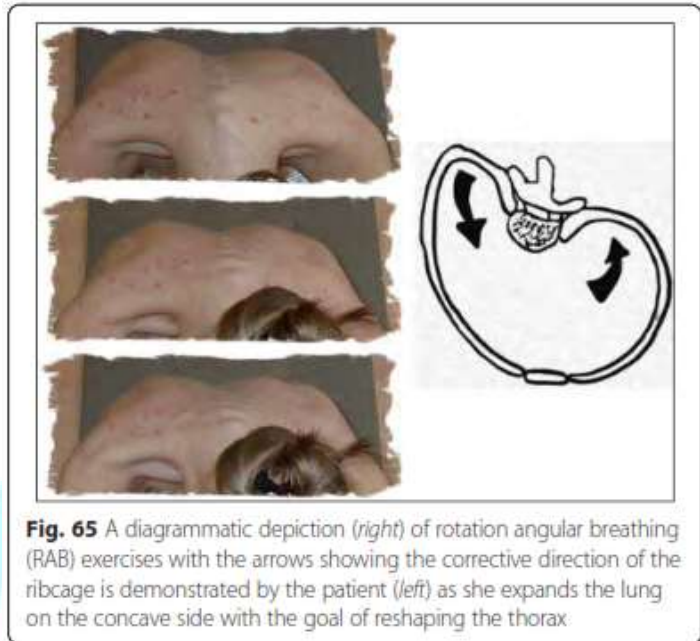 Fig. 65 A diagrammatic depiction (right) of rotation angular breathing
(RAB) exercises with the arrows showing the corrective direction of the
ribcage is demonstrated by the patient (left) as she expands the lung
on the concave side with the goal of reshaping the thorax